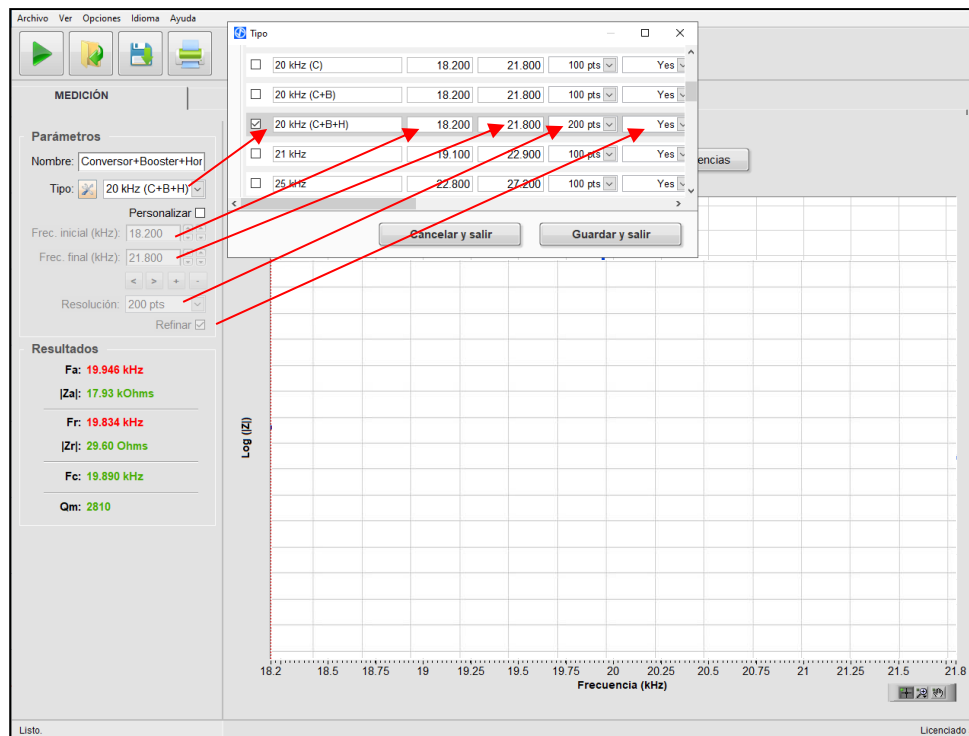 Archivo Ver Opciones Idioma Ayuda
Tipo
20 kHz (C) 18.200 21.800 100 pts Yes
20 kHz (C+B) 18.200 21.800 100 pts Yes
20 kHz (C+B+H) 18.200 21.800 200 pts Yes
21 kHz 19.100 22.900 100 pts Yes
25 kHz 22.800 27.200 100 pts Yes
Cancelar y salir Guardar y salir
MEDICIÓN
encias
Parámetros
Nombre: Conversor+Booster+Hor
Tipo: 20 kHz (C+B+H)
Personalizar
Frec. inicial (kHz): 18.200
Frec. final (kHz): 21.800
< > + -
Resolución: 200 pts
Refinar
Resultados
Fa: 19.946 kHz
|Za|: 17.93 kOhms
Fr: 19.834 kHz
|Zr|: 29.60 Ohms
Fc: 19.890 kHz
Qm: 2810
Log (|Z|)
18.2 18.5 18.75 19 19.25 19.5 19.75 20 20.25 20.5 20.75 21 21.25 21.5 21.8
Frecuencia (kHz)
Listo. Licenciado